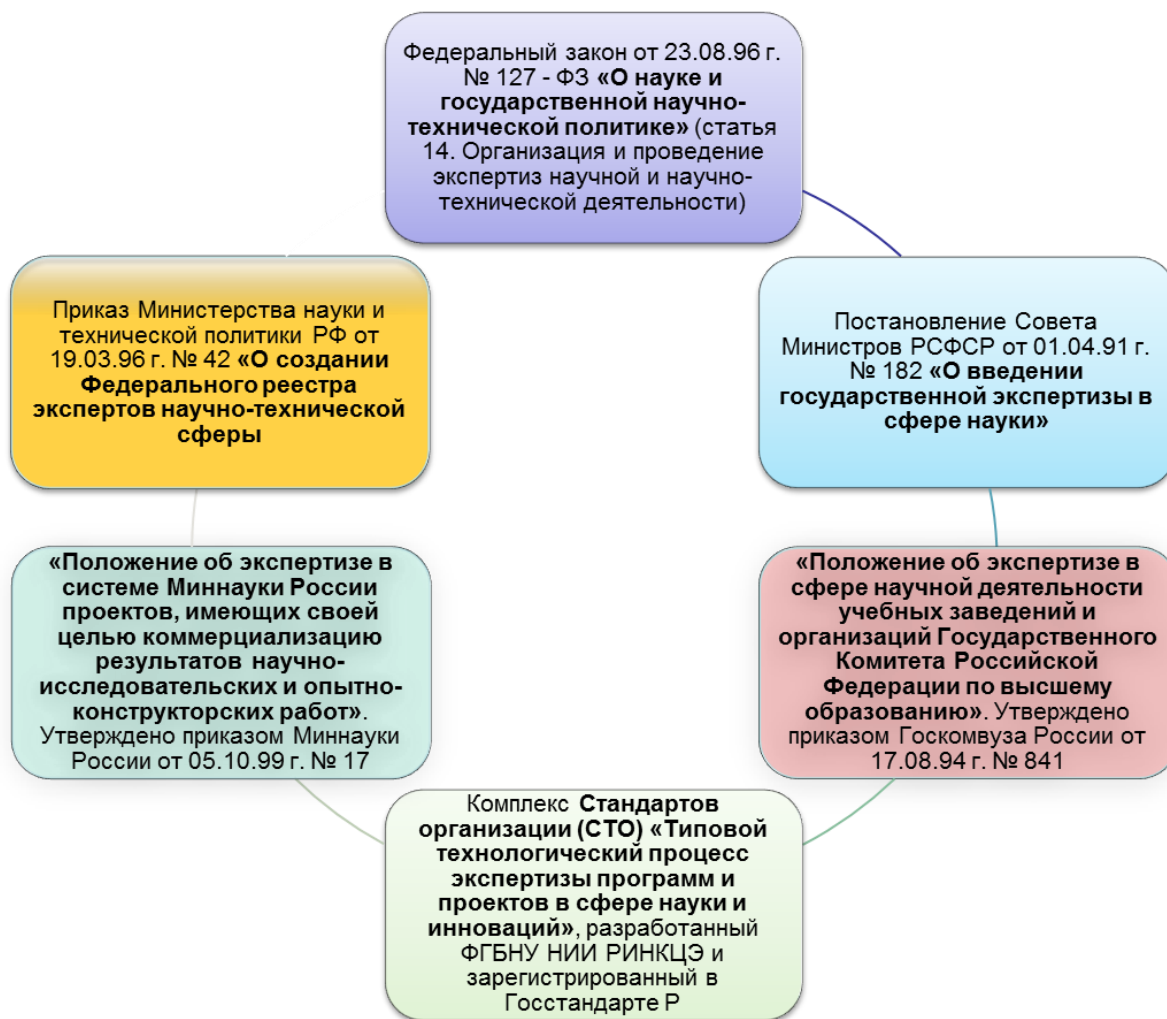 Федеральный закон от 23.08.96 г.
№ 127 - ФЗ «О науке и
государственной научно-
технической политике» (статья
14. Организация и проведение
экспертиз научной и научно-
технической деятельности)
Постановление Совета
Министров РСФСР от 01.04.91 г.
№ 182 «О введении
государственной экспертизы в
сфере науки»
«Положение об экспертизе в
сфере научной деятельности
учебных заведений и
организаций Государственного
Комитета Российской
Федерации по высшему
образованию». Утверждено
приказом Госкомвуза России от
17.08.94 г. № 841
Комплекс Стандартов
организации (СТО) «Типовой
технологический процесс
экспертизы программ и
проектов в сфере науки и
инноваций», разработанный
ФГБНУ НИИ РИНКЦЭ и
зарегистрированный в
Госстандарте Р
«Положение об экспертизе в
системе Миннауки России
проектов, имеющих своей
целью коммерциализацию
результатов научно-
исследовательских и опытно-
конструкторских работ».
Утверждено приказом Миннауки
России от 05.10.99 г. № 17
Приказ Министерства науки и
технической политики РФ от
19.03.96 г. № 42 «О создании
Федерального реестра
экспертов научно-технической
сферы